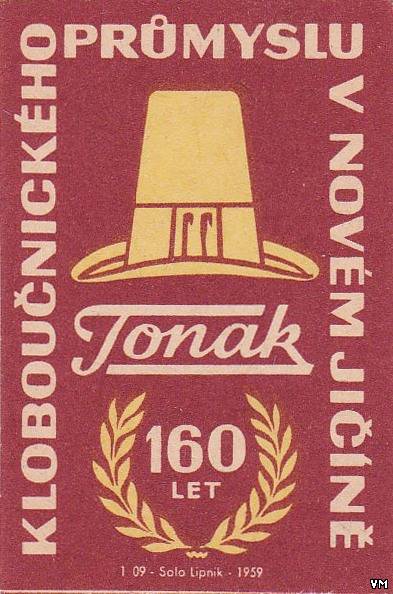 KLOBOUČNICKÉHO
PRŮMYSLU
V NOVÉM JIČÍNĚ
Tonak
160
LET
1 09 - Solo Lipník - 1959
VM